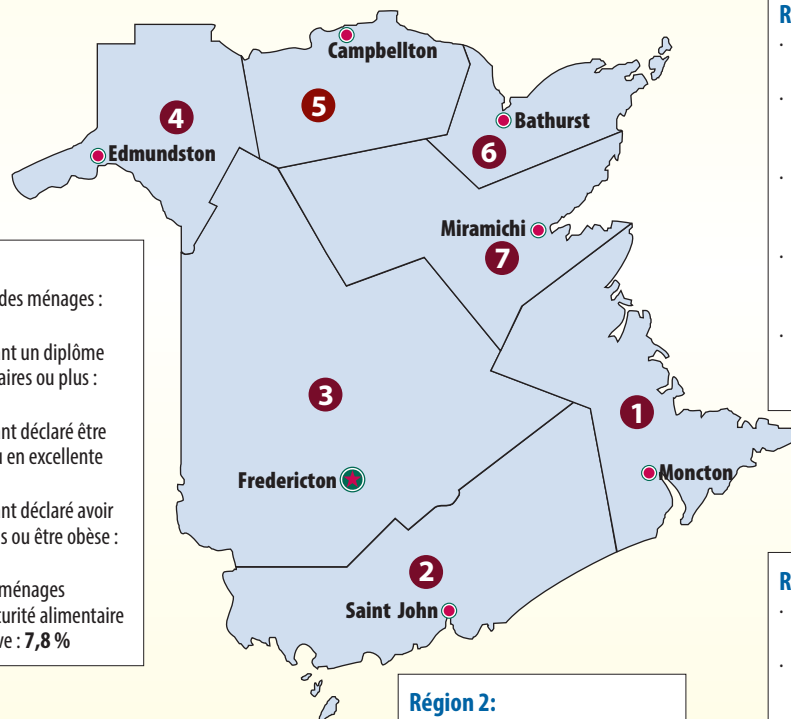 Campbellton
5
4
Bathurst
Edmundston
6
Miramichi
7
des ménages :
nt un diplôme
aires ou plus :
nt déclaré être
u en excellente
nt déclaré avoir
s ou être obèse :
ménages
urité alimentaire
ve : 7,8 %
3
1
Fredericton
Moncton
2
Saint John
Région 2:
R
R